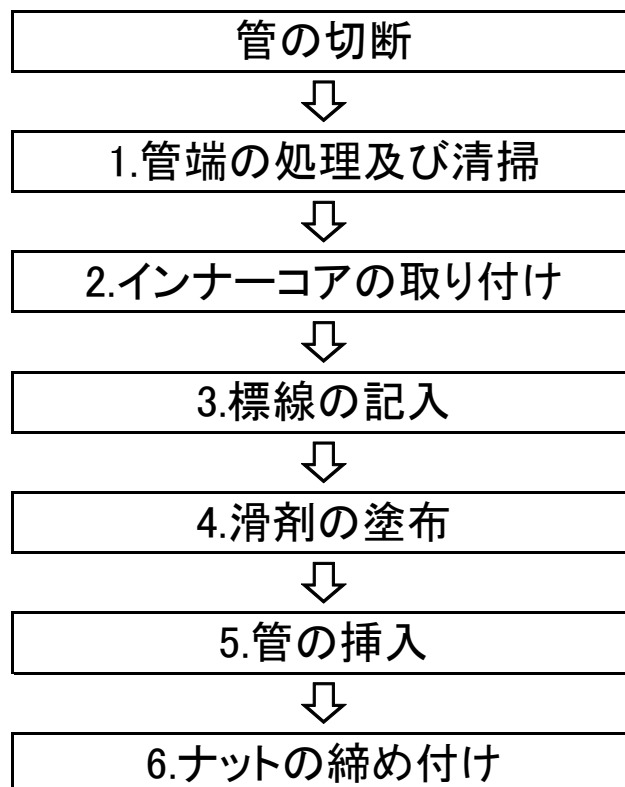 管の切断
1.管端の処理及び清掃
2.インナーコアの取り付け
3.標線の記入
4.滑剤の塗布
5.管の挿入
6.ナットの締め付け